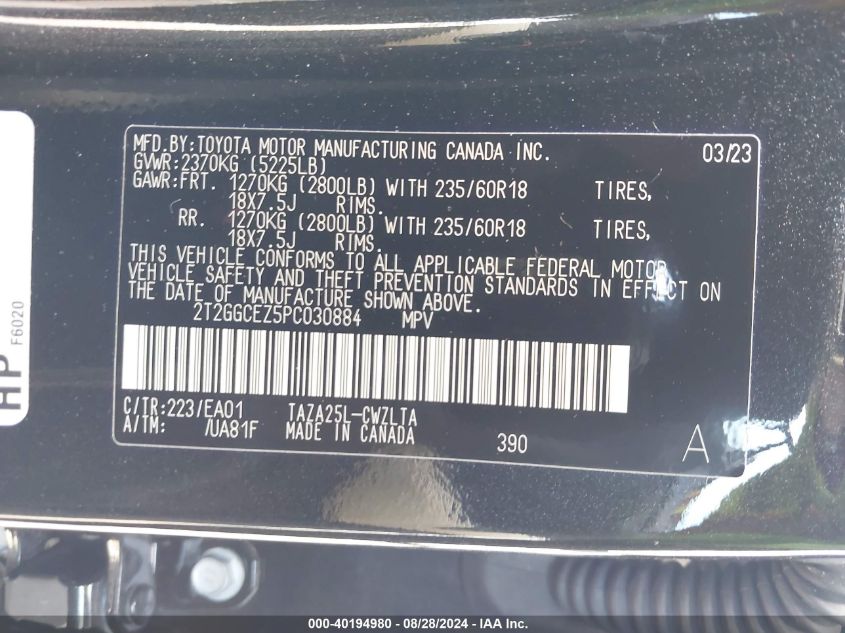 MFD.BY:TOYOTA MOTOR MANUFACTURING CANADA INC. 03/23
GVWR:2370KG (5225LB)
GAWR:FRT. 1270KG (2800LB) WITH 235/60R18 TIRES,
18X7.5J RIMS.
RR. 1270KG (2800LB) WITH 235/60R18 TIRES,
18X7.5J RIMS.
THIS VEHICLE CONFORMS TO ALL APPLICABLE FEDERAL MOTOR
VEHICLE SAFETY AND THEFT PREVENTION STANDARDS IN EFFECT ON
THE DATE OF MANUFACTURE SHOWN ABOVE.
2T2GGCEZ5PC030884 MPV
C/TR:223/EA01 TAZA25L-CWZLTA
A/TM: /UA81F MADE IN CANADA 390 A
AP
F6020
000-40194980 - 08/28/2024 - IAA Inc.